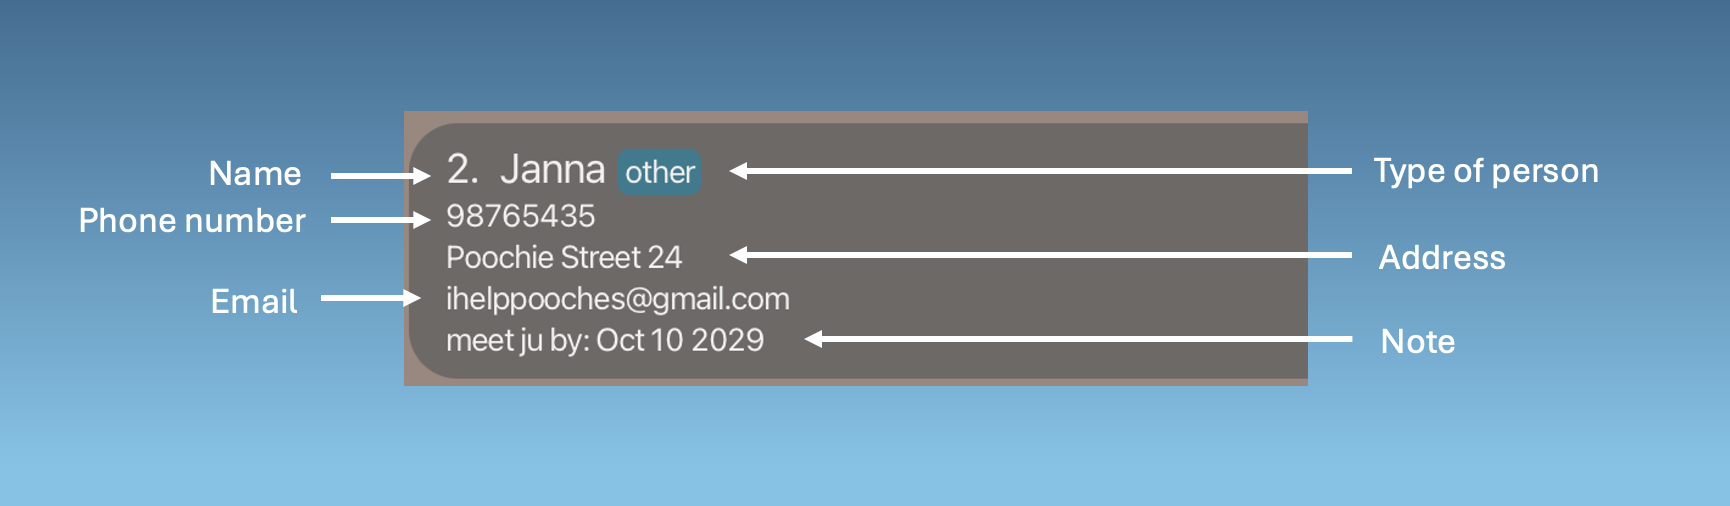 Name
2. Janna other
Type of person
Phone number
98765435
Poochie Street 24
Address
Email
ihelppooches@gmail.com
meet ju by: Oct 10 2029
Note